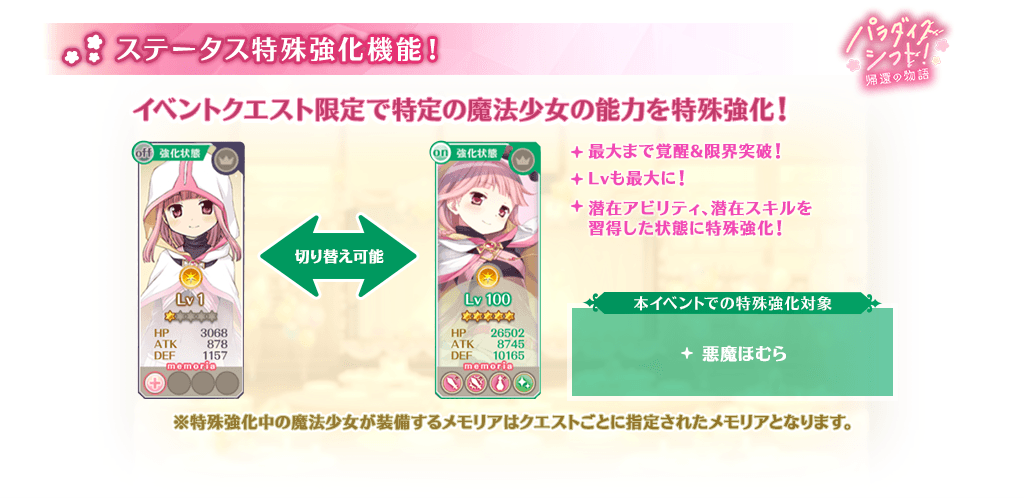 ステータス特殊強化機能!
パラダイス
シフト!
帰還の物語
イベントクエスト限定で特定の魔法少女の能力を特殊強化!
off 強化状態
Lv 1
HP 3068
ATK 878
DEF 1157
memoria
切り替え可能
on 強化状態
Lv 100
HP 26502
ATK 8745
DEF 10165
memoria
最大まで覚醒&限界突破!
Lvも最大に!
潜在アビリティ、潜在スキルを
習得した状態に特殊強化!
本イベントでの特殊強化対象
悪魔ほむら
※特殊強化中の魔法少女が装備するメモリアはクエストごとに指定されたメモリアとなります。